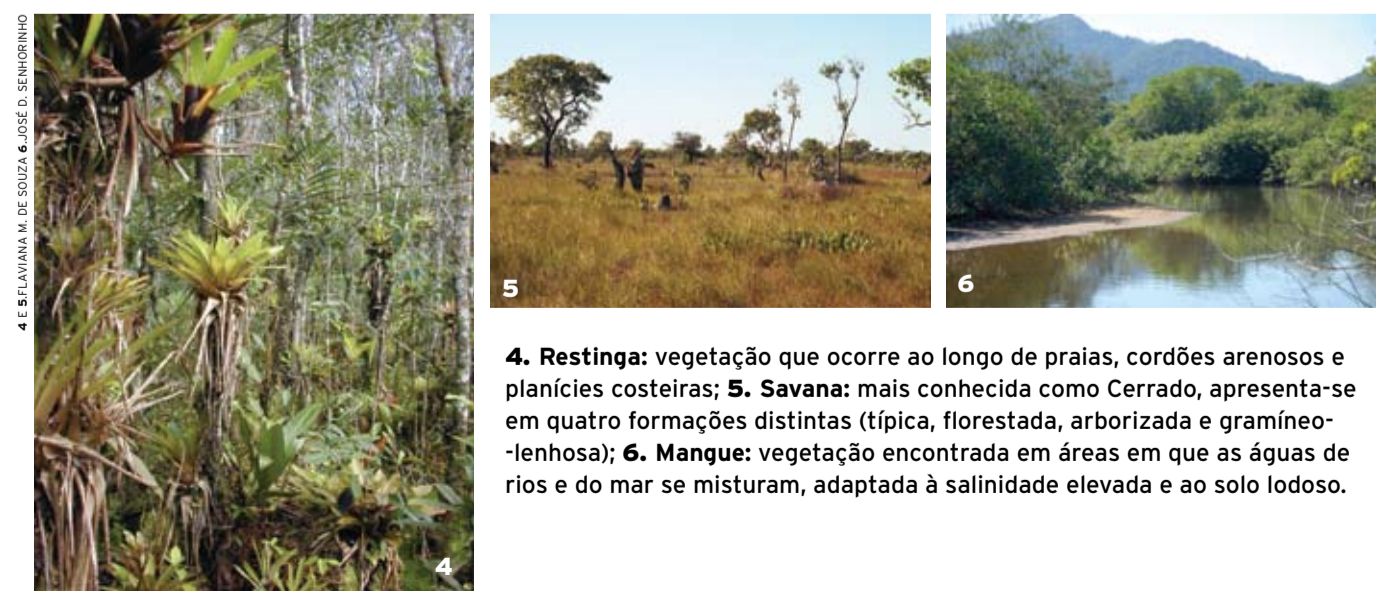 4 E 5.FLAVIANA M. DE SOUZA 6.JOSÉ D. SENHORINHO
4
5
6
4. Restinga: vegetação que ocorre ao longo de praias, cordões arenosos e
planícies costeiras; 5. Savana: mais conhecida como Cerrado, apresenta-se
em quatro formações distintas (típica, florestada, arborizada e gramíneo-
-lenhosa); 6. Mangue: vegetação encontrada em áreas em que as águas de
rios e do mar se misturam, adaptada à salinidade elevada e ao solo lodoso.